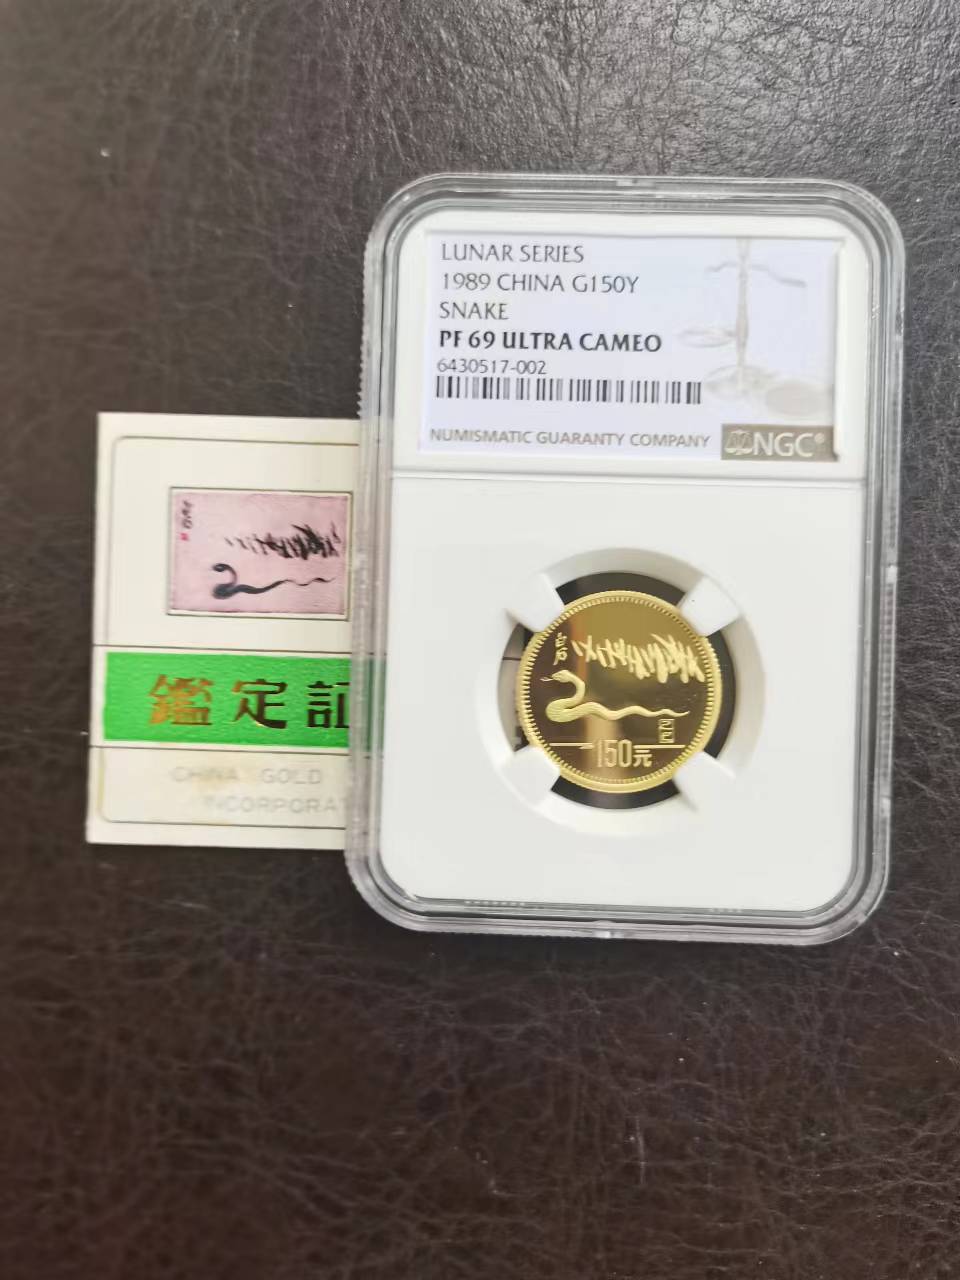 LUNAR SERIES
1989 CHINA G150Y
SNAKE
PF 69 ULTRA CAMEO
6430517-002
NUMISMATIC GUARANTY COMPANY NGC®
150元
鑑定証
CHINA GOLD
INCORPORAT